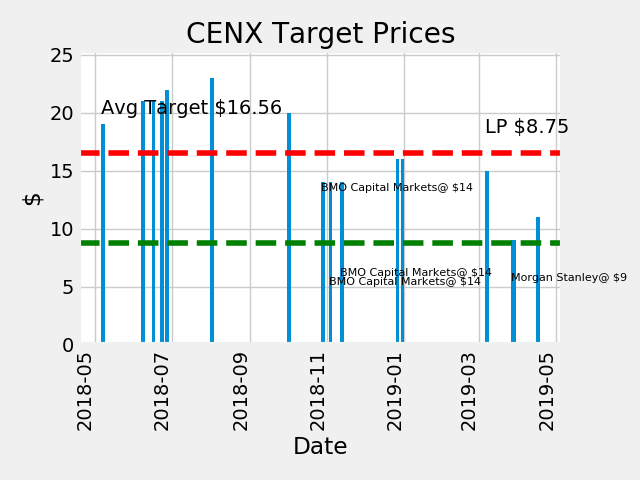 CENX Target Prices
25
20
15
10
5
0
$
Avg Target $16.56
LP $8.75
BMO Capital Markets@ $14
BMO Capital Markets@ $14
BMO Capital Markets@ $14
Morgan Stanley@ $9
2018-05
2018-07
2018-09
2018-11
2019-01
2019-03
2019-05
Date